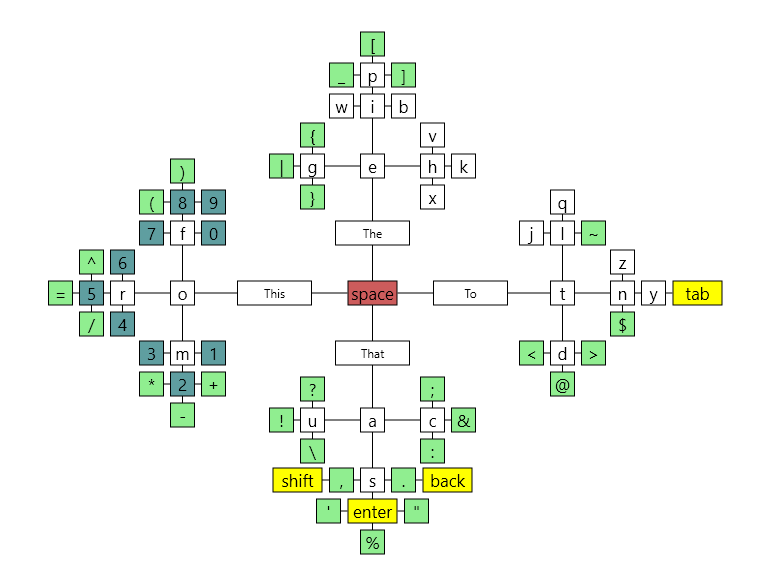 [
_ p ]
w i b
{ v
| g e h k
} x
) q
( 8 9
The
7 f 0 j l ~
^ 6 z
= 5 r o This space To t n y tab
/ 4 $
3 m 1 That < d >
* 2 + @
? ;
-
! u a c &
\ :
shift , s . back
' enter "
%